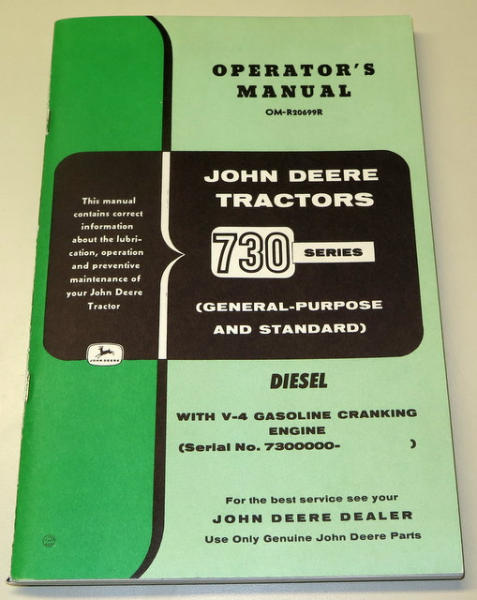 OPERATOR'S
MANUAL
OM-R20699R
JOHN DEERE
TRACTORS
730 SERIES
(GENERAL-PURPOSE
AND STANDARD)
This manual
contains correct
information
about the lubri-
cation, operation
and preventive
maintenance of
your John Deere
Tractor
JOHN DEERE
DIESEL
WITH V-4 GASOLINE CRANKING
ENGINE
(Serial No. 7300000- )
For the best service see your
JOHN DEERE DEALER
Use Only Genuine John Deere Parts